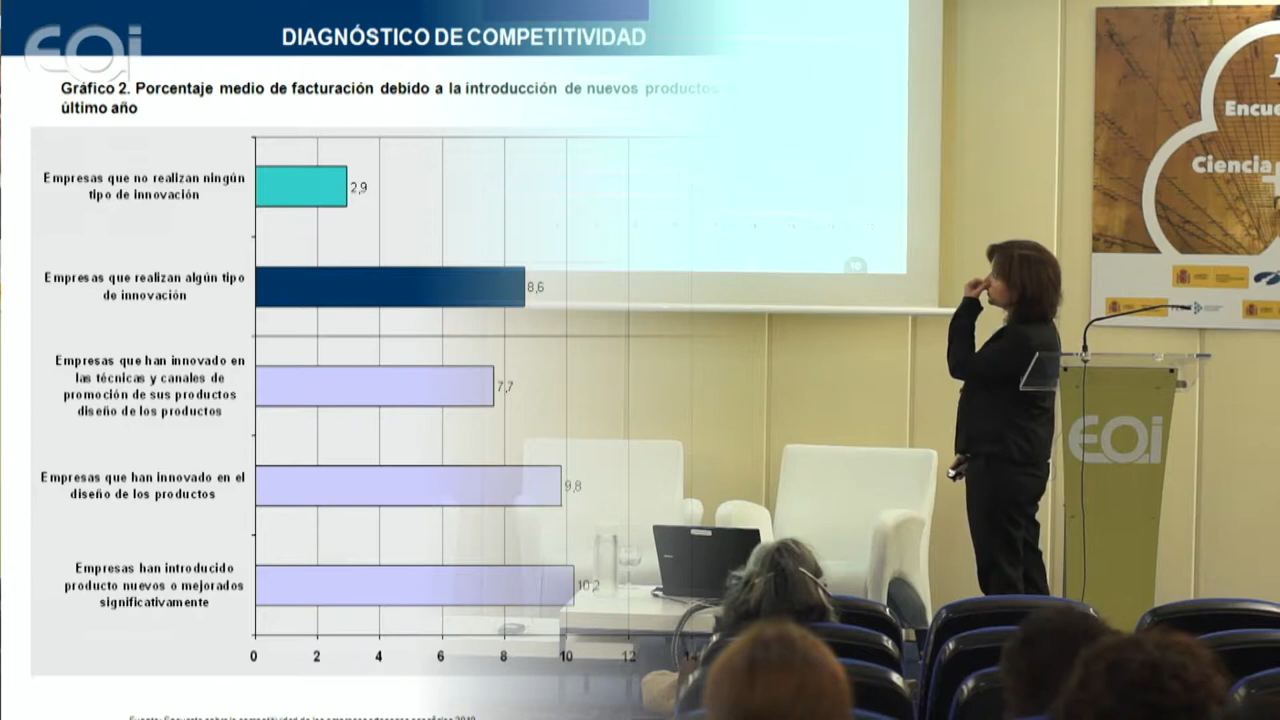 EOi
DIAGNÓSTICO DE COMPETITIVIDAD
Gráfico 2. Porcentaje medio de facturación debido a la introducción de nuevos productos
último año
Empresas que no realizan ningún
tipo de innovación
2,9
Empresas que realizan algún tipo
de innovación
8,6
Empresas que han innovado en
las técnicas y canales de
promoción de sus productos
diseño de los productos
7,7
Empresas que han innovado en el
diseño de los productos
9,8
Empresas han introducido
producto nuevos o mejorados
significativamente
10,2
0 2 4 6 8 10 12 14
Encue
Ciencia
EOi